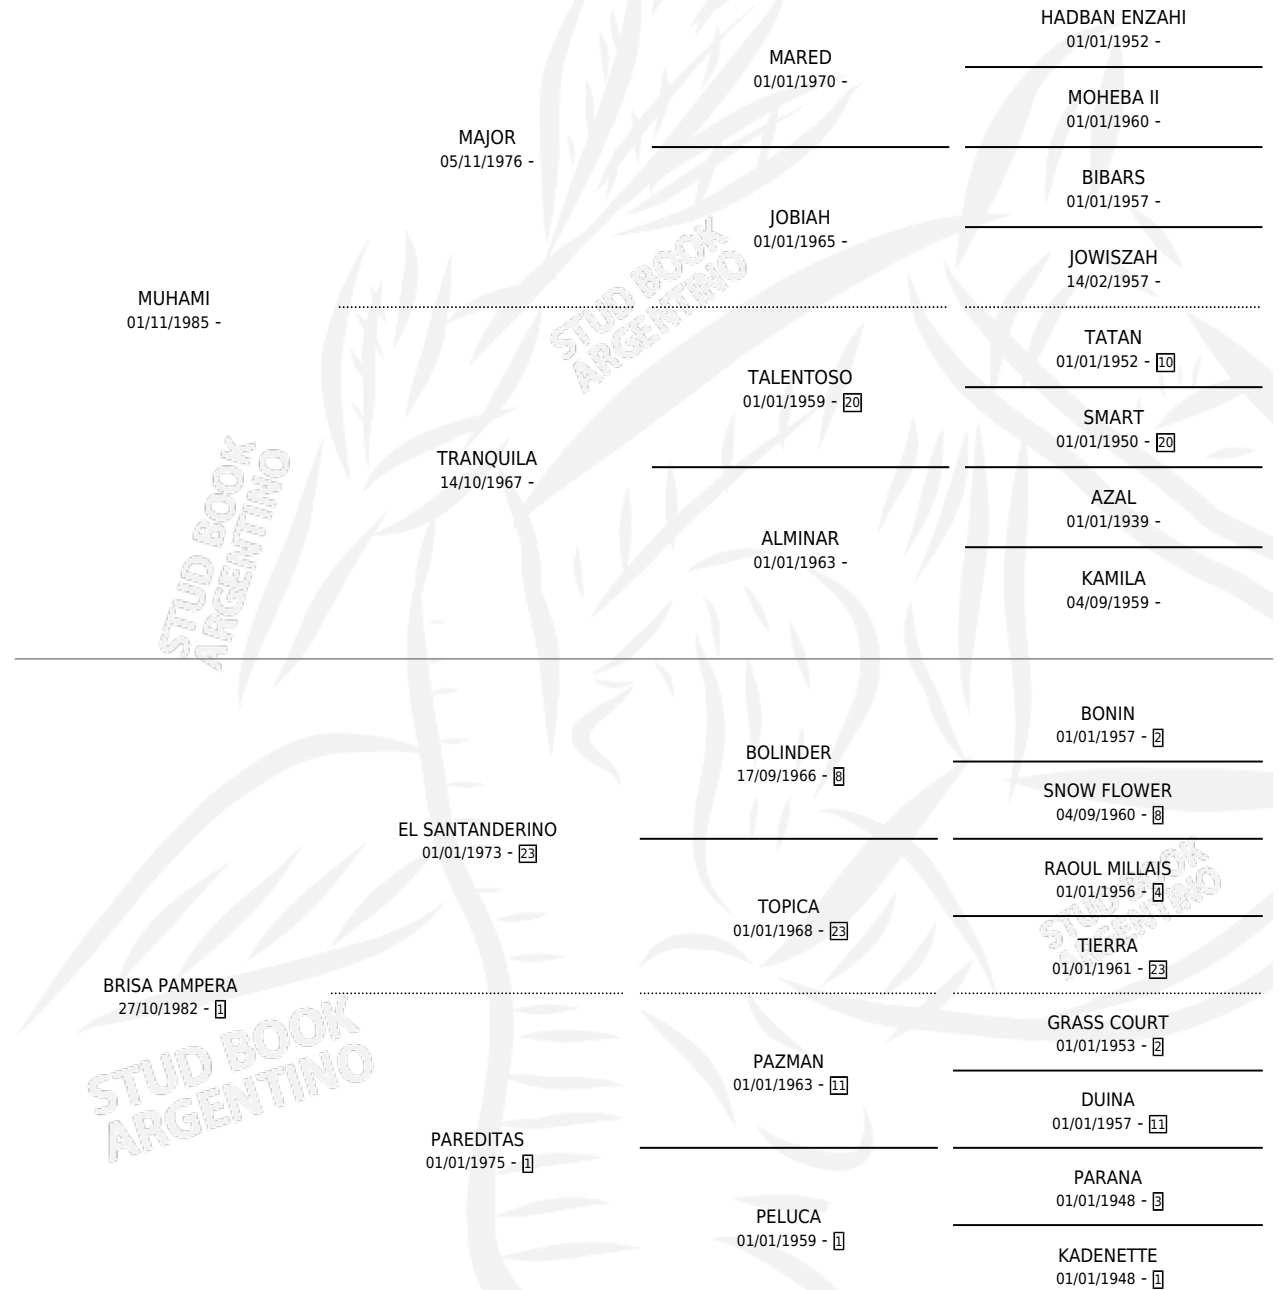 HADBAN ENZAHI
01/01/1952 -
MARED
01/01/1970 -
MOHEBA II
01/01/1960 -
MAJOR
05/11/1976 -
BIBARS
01/01/1957 -
JOBIAH
01/01/1965 -
JOWISZAH
14/02/1957 -
MUHAMI
01/11/1985 -
TATAN
01/01/1952 - 10
TALENTOSO
01/01/1959 - 20
SMART
01/01/1950 - 20
TRANQUILA
14/10/1967 -
AZAL
01/01/1939 -
ALMINAR
01/01/1963 -
KAMILA
04/09/1959 -
BONIN
01/01/1957 - 2
BOLINDER
17/09/1966 - 8
SNOW FLOWER
04/09/1960 - 8
EL SANTANDERINO
01/01/1973 - 23
RAOUL MILLAIS
01/01/1956 - 4
TOPICA
01/01/1968 - 23
TIERRA
01/01/1961 - 23
BRISA PAMPERA
27/10/1982 - 1
GRASS COURT
01/01/1953 - 2
PAZMAN
01/01/1963 - 11
DUINA
01/01/1957 - 11
PAREDITAS
01/01/1975 - 1
PARANA
01/01/1948 - 3
PELUCA
01/01/1959 - 1
KADENETTE
01/01/1948 - 1
STUD BOOK
ARGENTINO
STUD BOOK
ARGENTINO
STUD BOOK
ARGENTINO
STUD BOOK
ARGENTINO